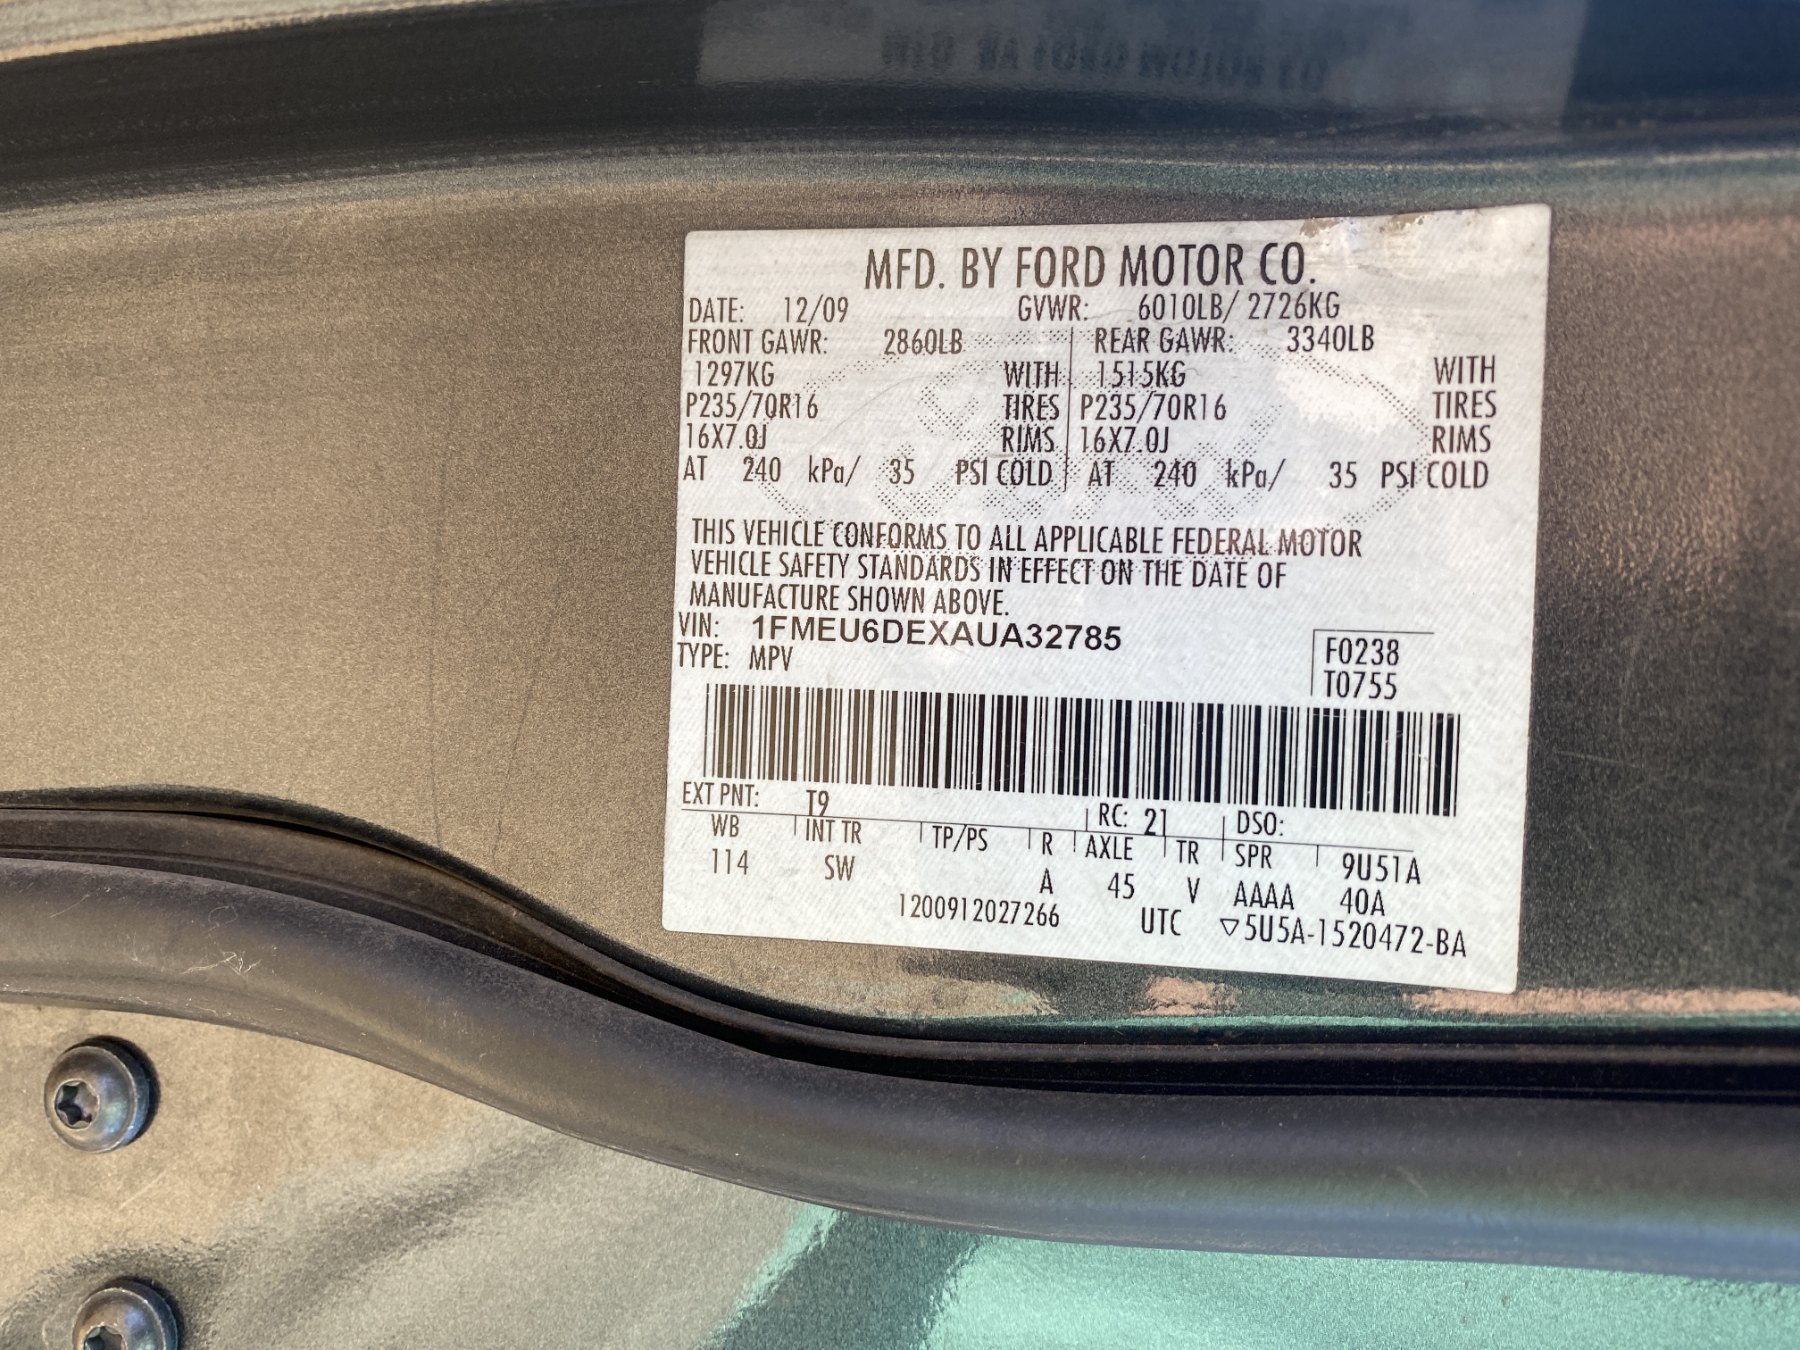 MFD. BY FORD MOTOR CO.
DATE: 12/09 GVWR: 6010LB/ 2726KG
FRONT GAWR: 2860LB REAR GAWR: 3340LB
1297KG WITH 1515KG WITH
P235/70R16 TIRES P235/70R16 TIRES
16X7.0J RIMS 16X7.0J RIMS
AT 240 kPa/ 35 PSI COLD AT 240 kPa/ 35 PSI COLD
THIS VEHICLE CONFORMS TO ALL APPLICABLE FEDERAL MOTOR
VEHICLE SAFETY STANDARDS IN EFFECT ON THE DATE OF
MANUFACTURE SHOWN ABOVE.
VIN: 1FMEU6DEXAUA32785
TYPE: MPV
F0238
T0755
EXT PNT: T9 RC: 21 DSO:
WB INT TR TP/PS R AXLE TR SPR 9U51A
114 SW A 45 V AAAA 40A
1200912027266 UTC ▽5U5A-1520472-BA